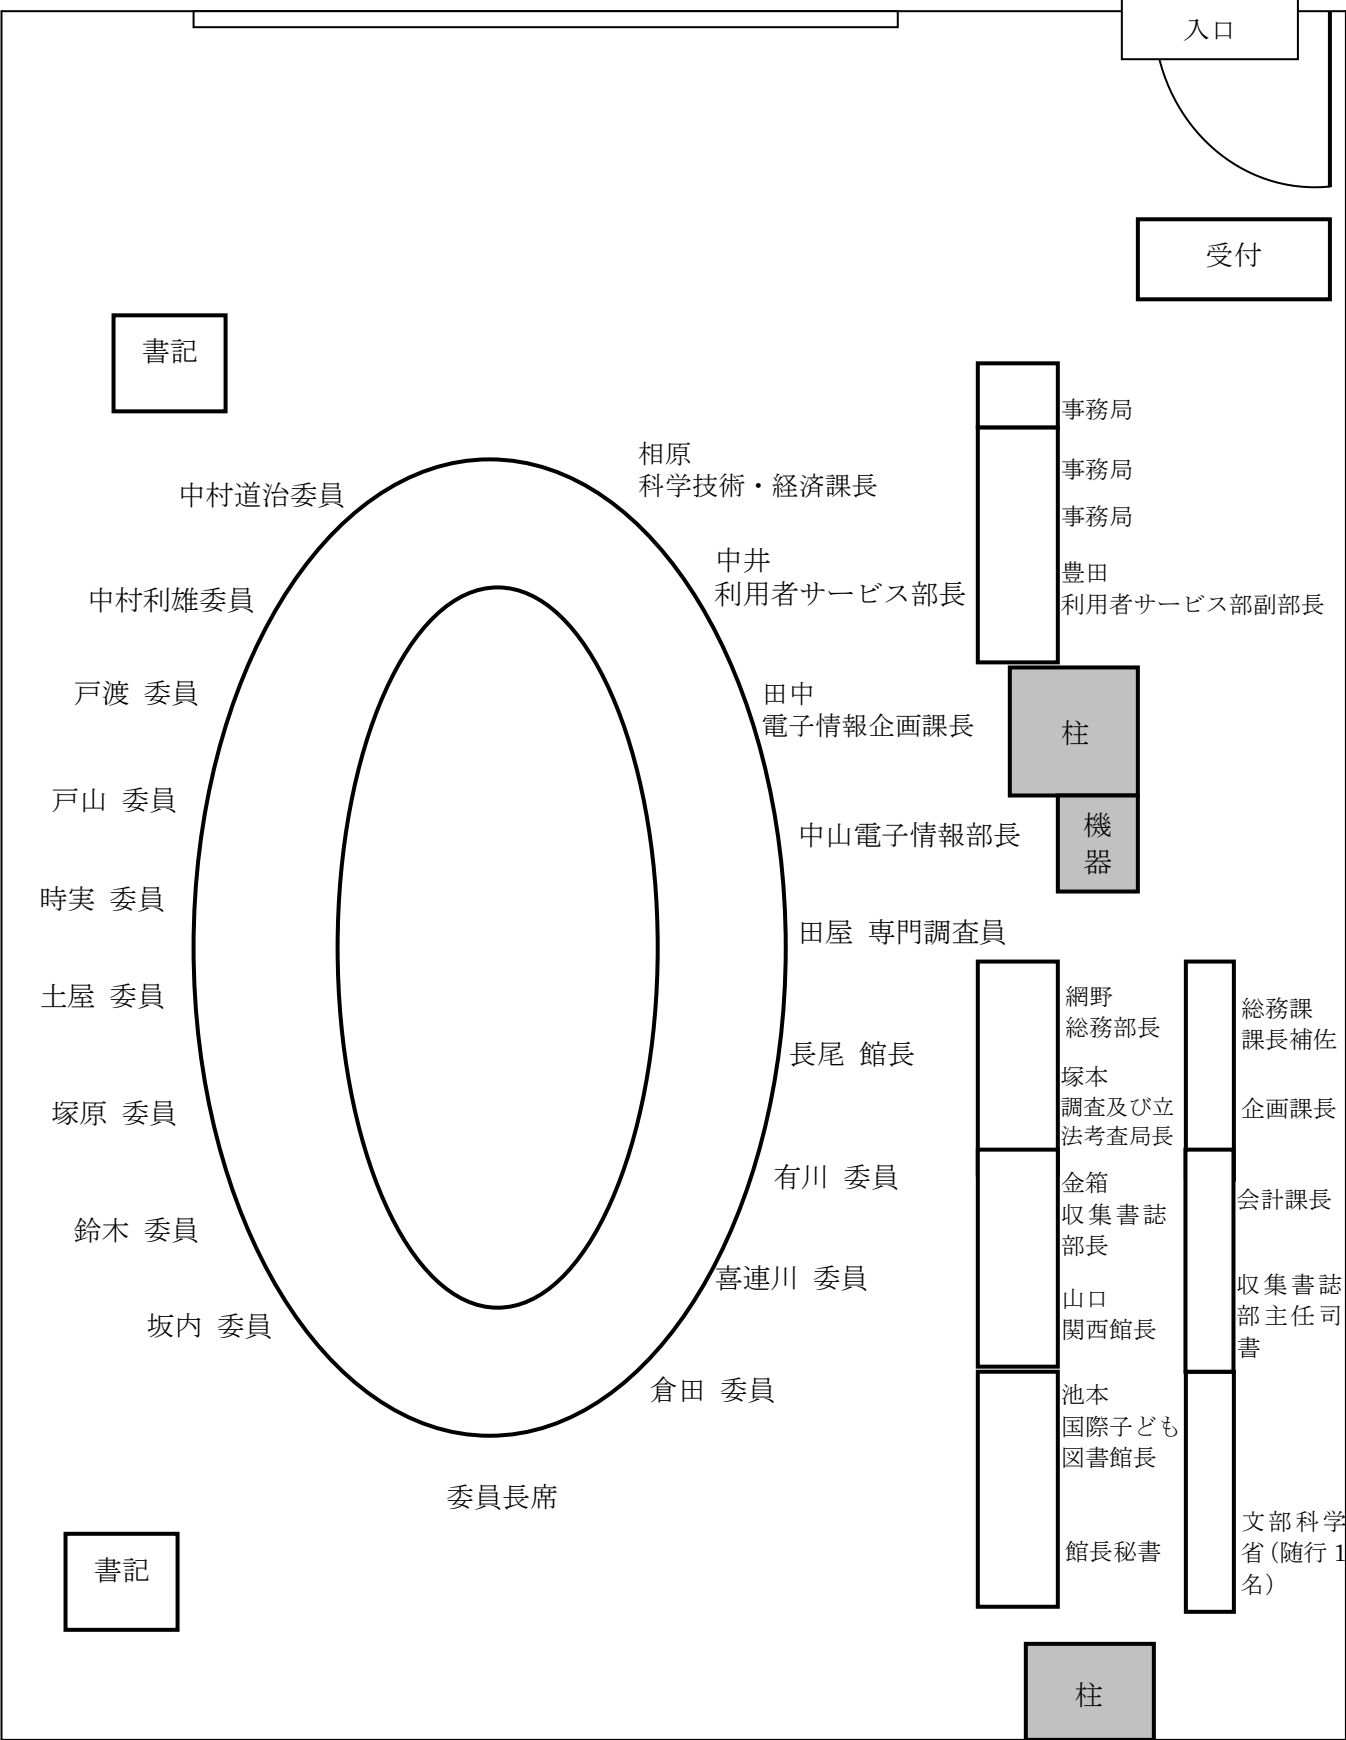 入口
受付
書記
事務局
相原
科学技術・経済課長
事務局
中村道治委員
事務局
中井
利用者サービス部長
豊田
利用者サービス部副部長
中村利雄委員
戸渡 委員
田中
電子情報企画課長
柱
戸山 委員
中山電子情報部長
機
器
時実 委員
田屋 専門調査員
土屋 委員
網野
総務部長
総務課
課長補佐
長尾 館長
塚本
調査及び立
法考査局長
企画課長
塚原 委員
有川 委員
金箱
収集書誌
部長
会計課長
鈴木 委員
喜連川 委員
山口
関西館長
収集書誌
部主任司
書
坂内 委員
倉田 委員
池本
国際子ども
図書館長
委員長席
館長秘書
文部科学
省(随行 1
名)
書記
柱